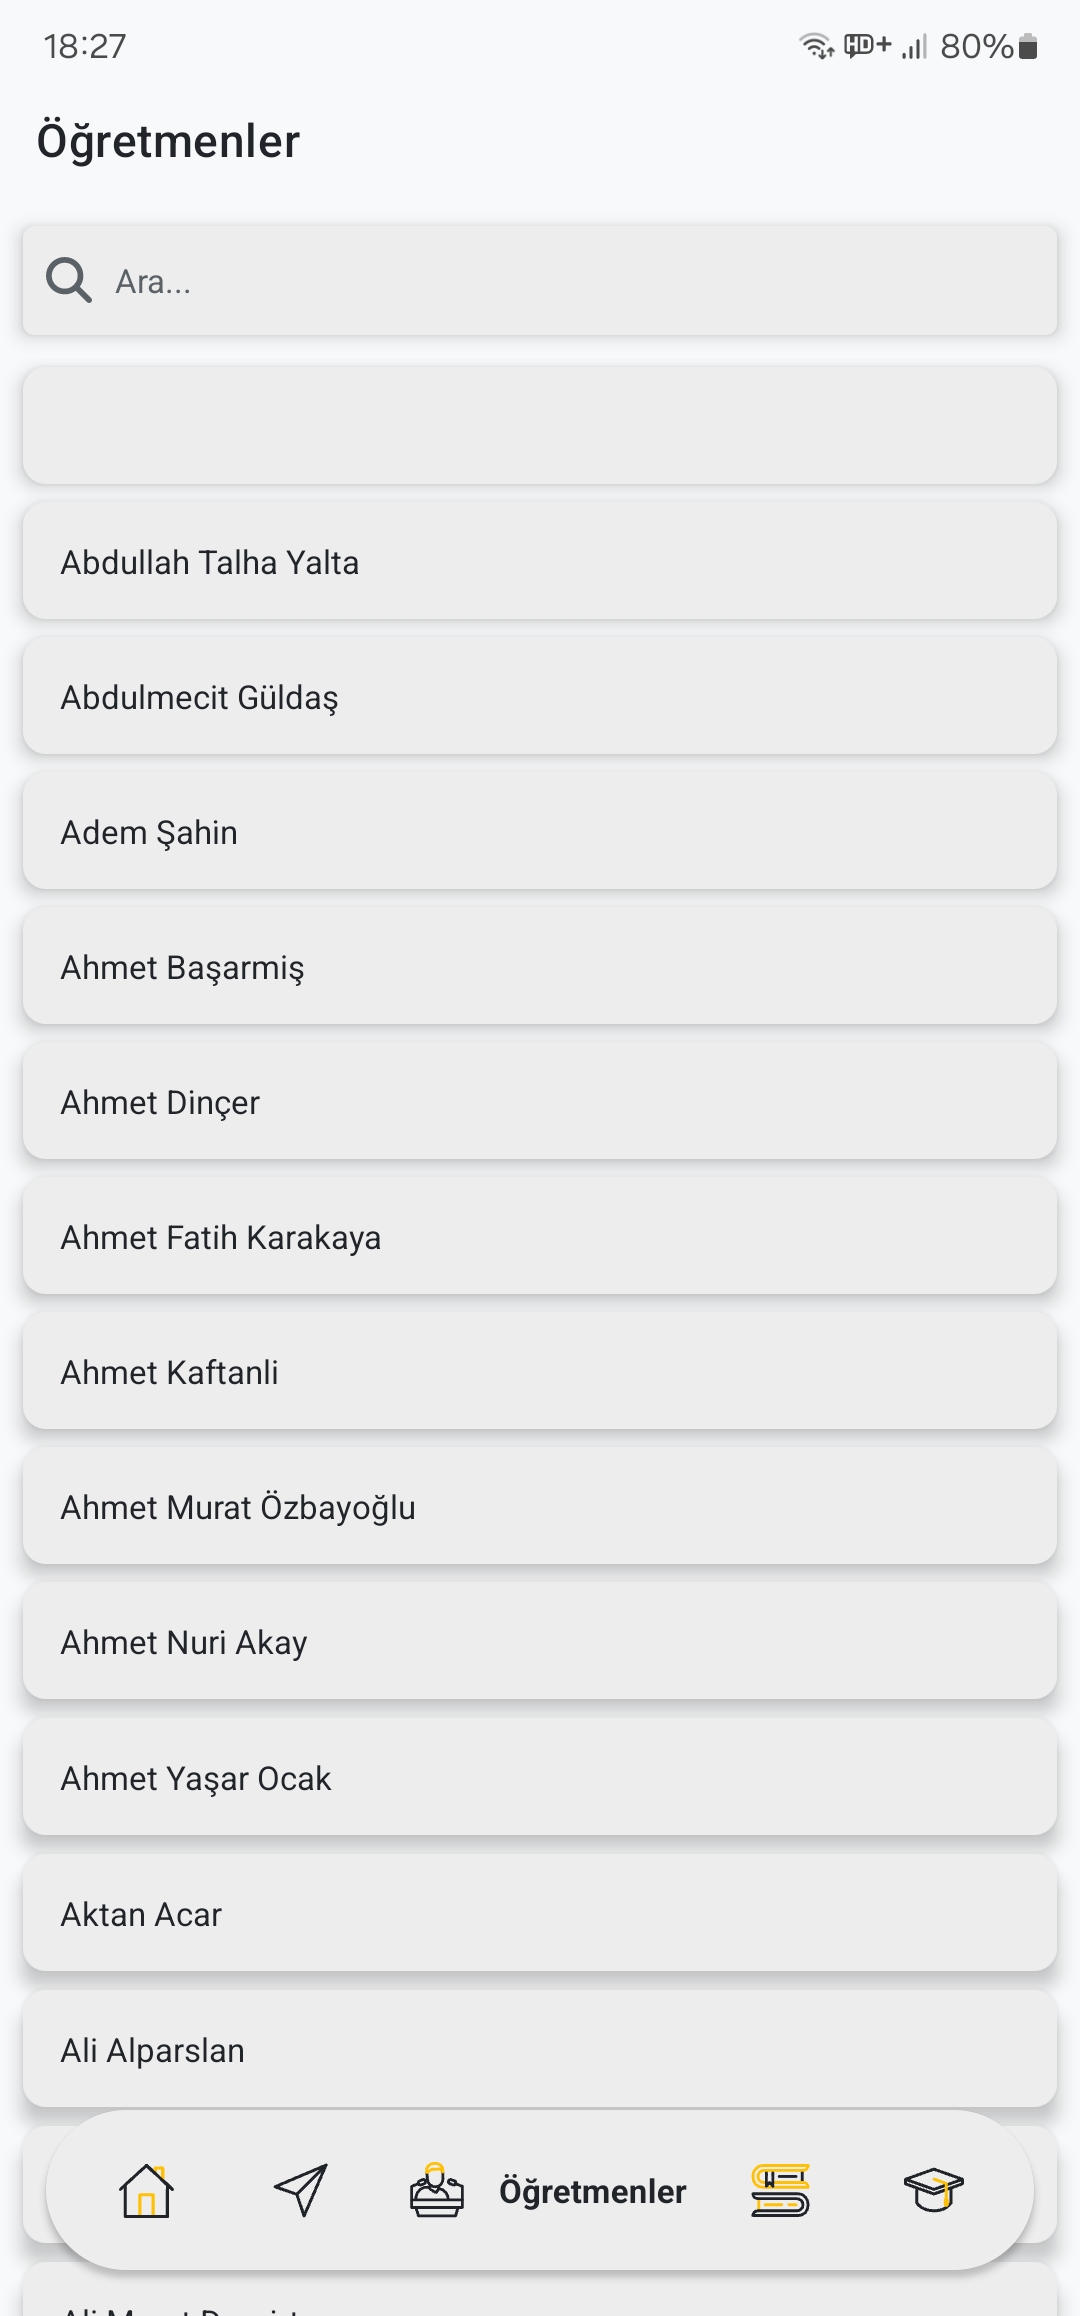 18:27
80%
Öğretmenler
Ara...
Abdullah Talha Yalta
Abdulmecit Güldaş
Adem Şahin
Ahmet Başarmiş
Ahmet Dinçer
Ahmet Fatih Karakaya
Ahmet Kaftanli
Ahmet Murat Özbayoğlu
Ahmet Nuri Akay
Ahmet Yaşar Ocak
Aktan Acar
Ali Alparslan
Öğretmenler